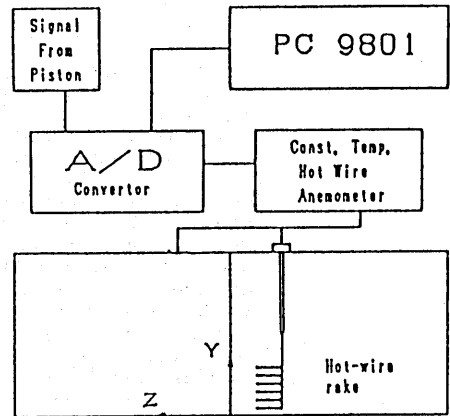 Signal
From
Piston
PC 9801
A/D
Convertor
Const. Temp.
Hot Wire
Anemometer
Y
Hot-wire
rake
Z